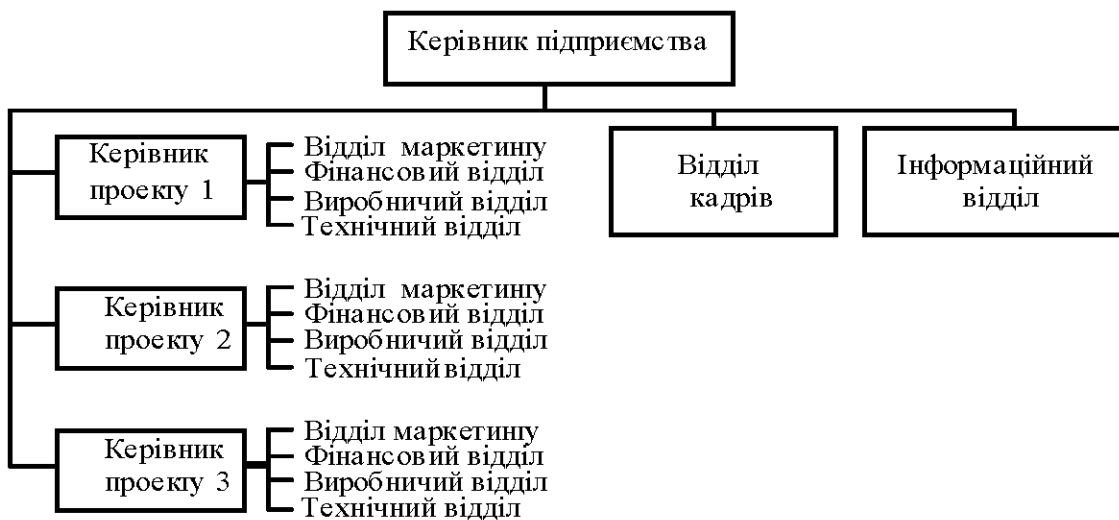 Керівник підприємства
Керівник
проекту 1
Відділ маркетингу
Фінансовий відділ
Виробничий відділ
Технічний відділ
Відділ
кадрів
Інформаційний
відділ
Керівник
проекту 2
Відділ маркетингу
Фінансовий відділ
Виробничий відділ
Технічний відділ
Керівник
проекту 3
Відділ маркетингу
Фінансовий відділ
Виробничий відділ
Технічний відділ